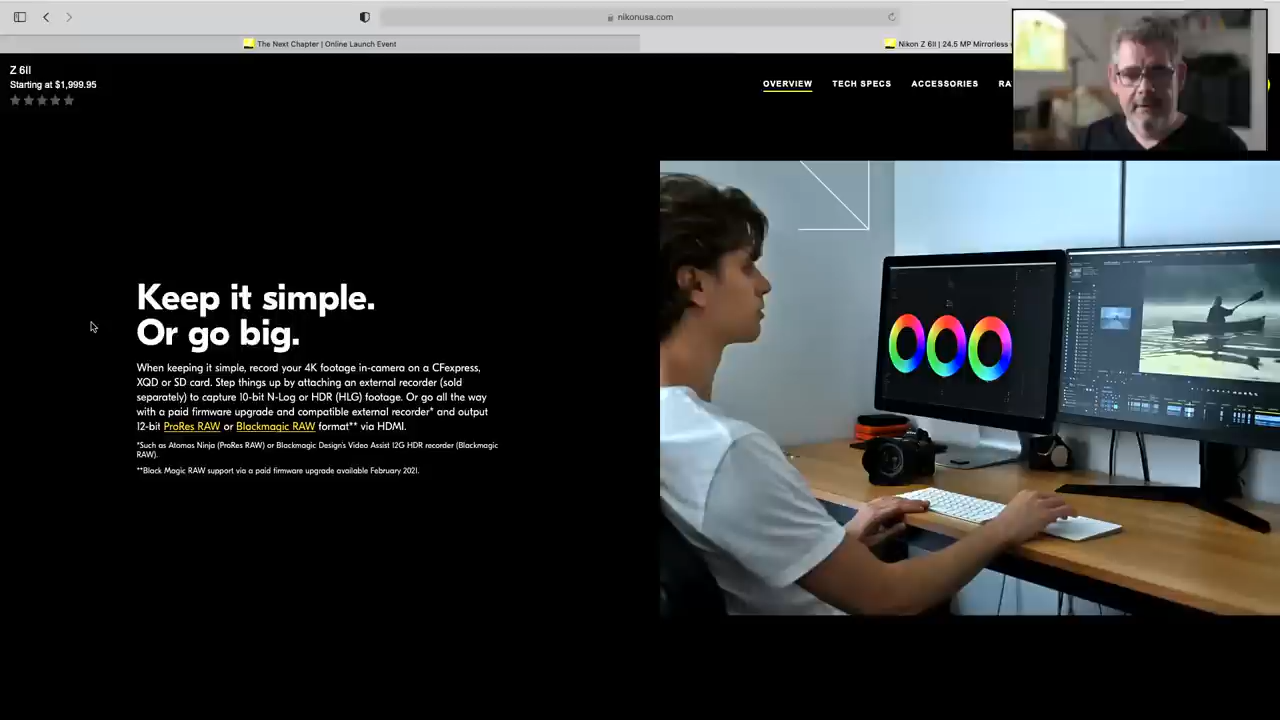 nikonusa.com
The Next Chapter | Online Launch Event
Nikon Z 6II | 24.5 MP Mirrorless
Z 6II
Starting at $1,999.95
OVERVIEW TECH SPECS ACCESSORIES RA
Keep it simple.
Or go big.
When keeping it simple, record your 4K footage in-camera on a CFexpress,
XQD or SD card. Step things up by attaching an external recorder (sold
separately) to capture 10-bit N-Log or HDR (HLG) footage. Or go all the way
with a paid firmware upgrade and compatible external recorder* and output
12-bit ProRes RAW or Blackmagic RAW format** via HDMI.
*Such as Atomos Ninja (ProRes RAW) or Blackmagic Design's Video Assist 12G HDR recorder (Blackmagic
RAW).
**Black Magic RAW support via a paid firmware upgrade available February 2021.